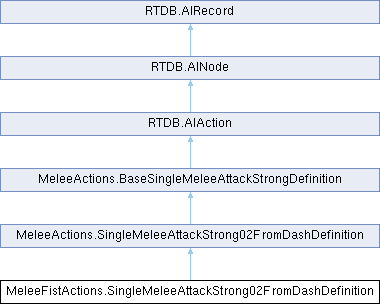 RTDB.AIRecord
RTDB.AINode
RTDB.AIAction
MeleeActions.BaseSingleMeleeAttackStrongDefinition
MeleeActions.SingleMeleeAttackStrong02FromDashDefinition
MeleeFistActions.SingleMeleeAttackStrong02FromDashDefinition